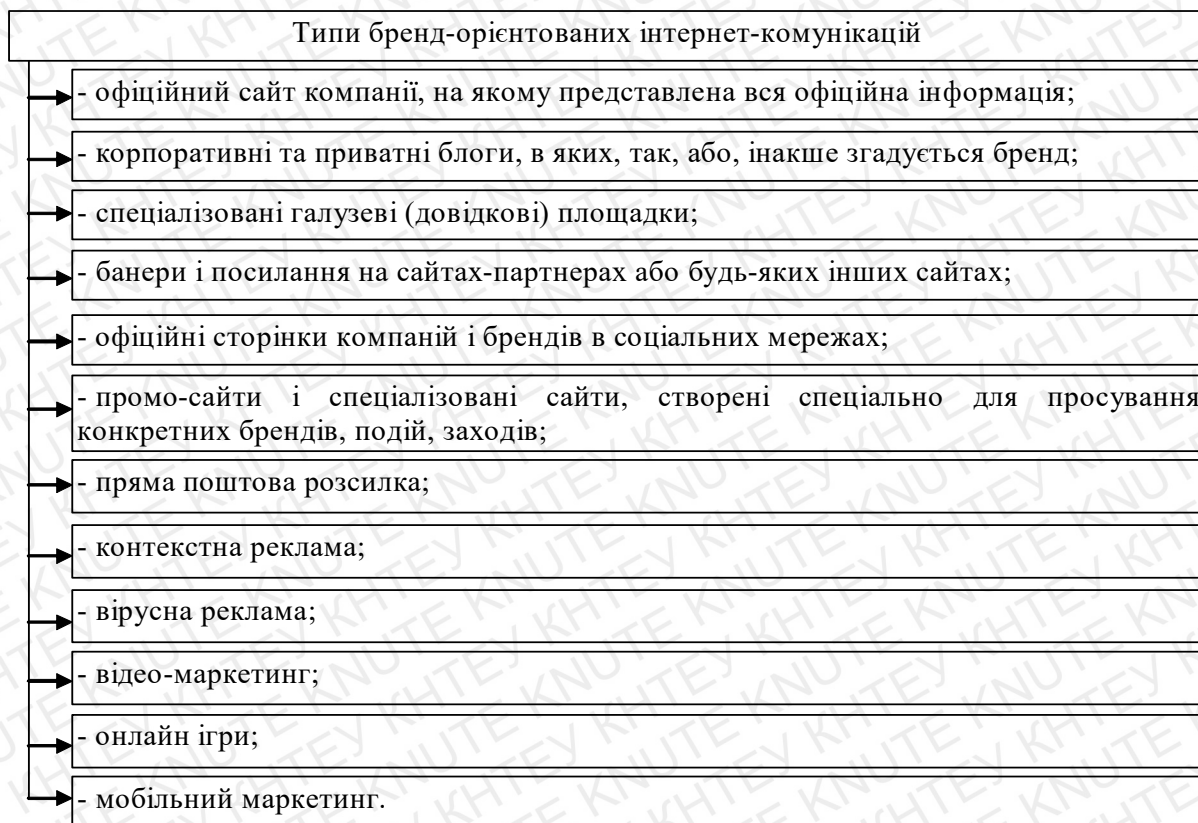 Типи бренд-орієнтованих інтернет-комунікацій
- офіційний сайт компанії, на якому представлена вся офіційна інформація;
- корпоративні та приватні блоги, в яких, так, або, інакше згадується бренд;
- спеціалізовані галузеві (довідкові) площадки;
- банери і посилання на сайтах-партнерах або будь-яких інших сайтах;
- офіційні сторінки компаній і брендів в соціальних мережах;
- промо-сайти і спеціалізовані сайти, створені спеціально для просування
конкретних брендів, подій, заходів;
- пряма поштова розсилка;
- контекстна реклама;
- вірусна реклама;
- відео-маркетинг;
- онлайн ігри;
- мобільний маркетинг.